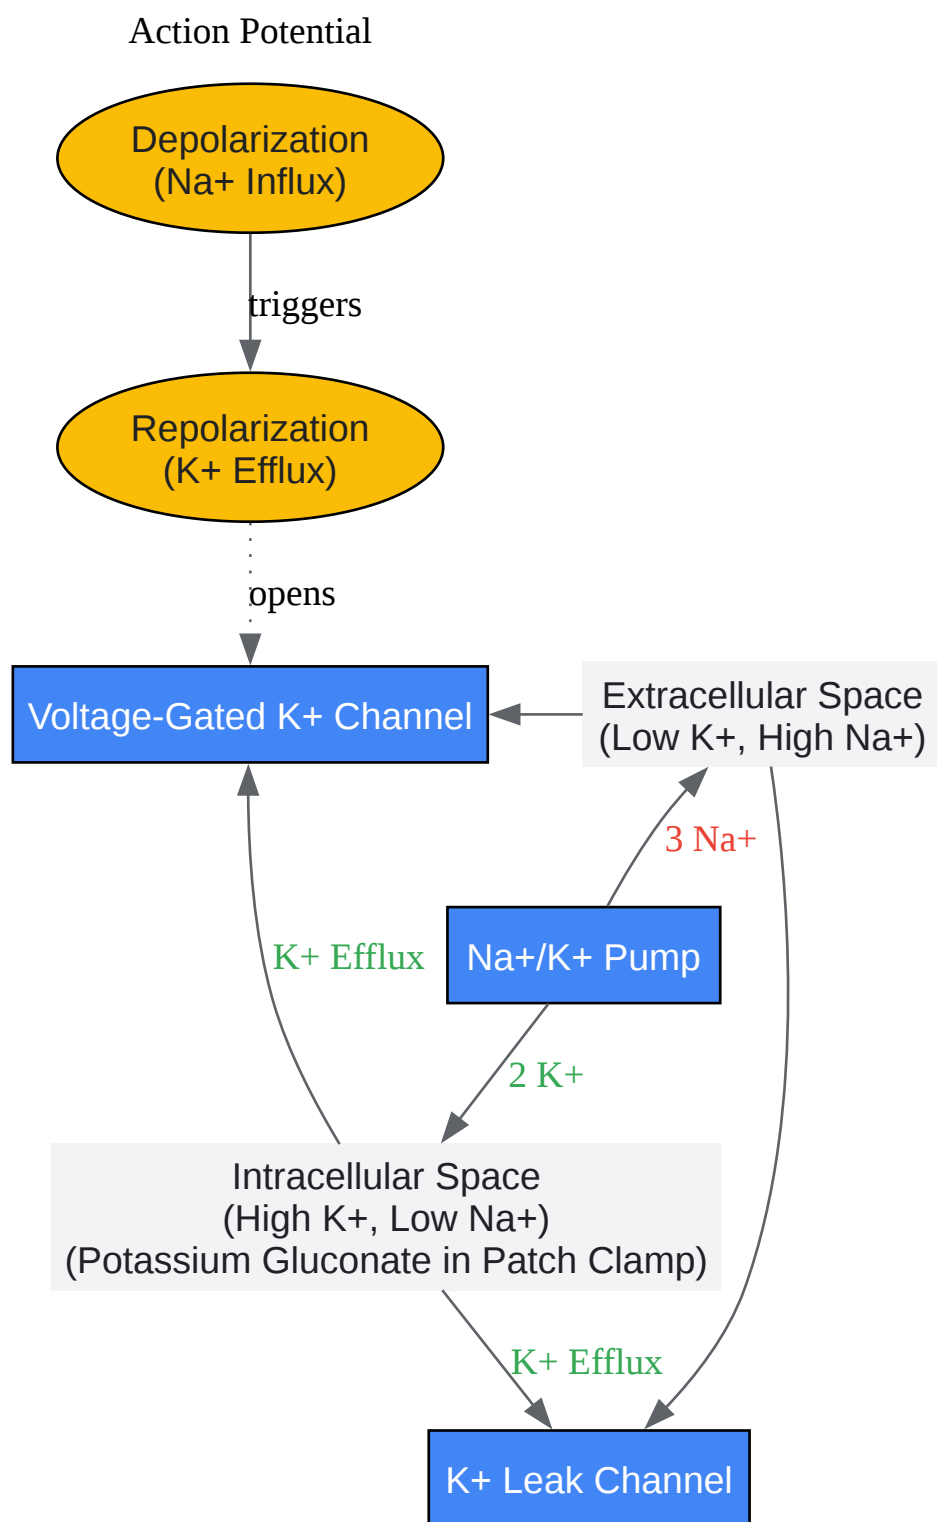 Action Potential
Depolarization
(Na+ Influx)
triggers
Repolarization
(K+ Efflux)
opens
Voltage-Gated K+ Channel
Extracellular Space
(Low K+, High Na+)
3 Na+
K+ Efflux
Na+/K+ Pump
2 K+
Intracellular Space
(High K+, Low Na+)
(Potassium Gluconate in Patch Clamp)
K+ Efflux
K+ Leak Channel